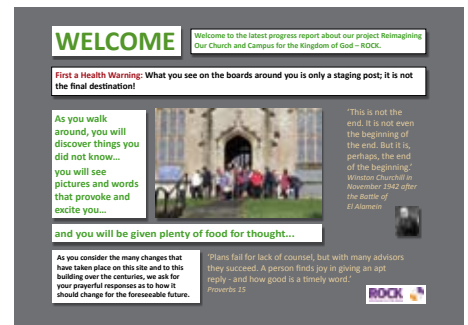 WELCOME
Welcome to the latest progress report about our project Reimagining
Our Church and Campus for the Kingdom of God – ROCK.
First a Health Warning: What you see on the boards around you is only a staging post; it is
not the final destination!
As you walk
around, you will
discover things you
did not know…
you will see
pictures and words
that provoke and
excite you…
'This is not the
end. It is not even
the beginning of
the end. But it is,
perhaps, the end
of the beginning.'
Winston Churchill in
November 1942 after
the Battle of
El Alamein
and you will be given plenty of food for thought...
As you consider the many changes that
have taken place on this site and to this
building over the centuries, we ask for
your prayerful responses as to how it
should change for the foreseeable future.
'Plans fail for lack of counsel, but with many advisors
they succeed. A person finds joy in giving an apt
reply - and how good is a timely word.'
Proverbs 15
ROCK